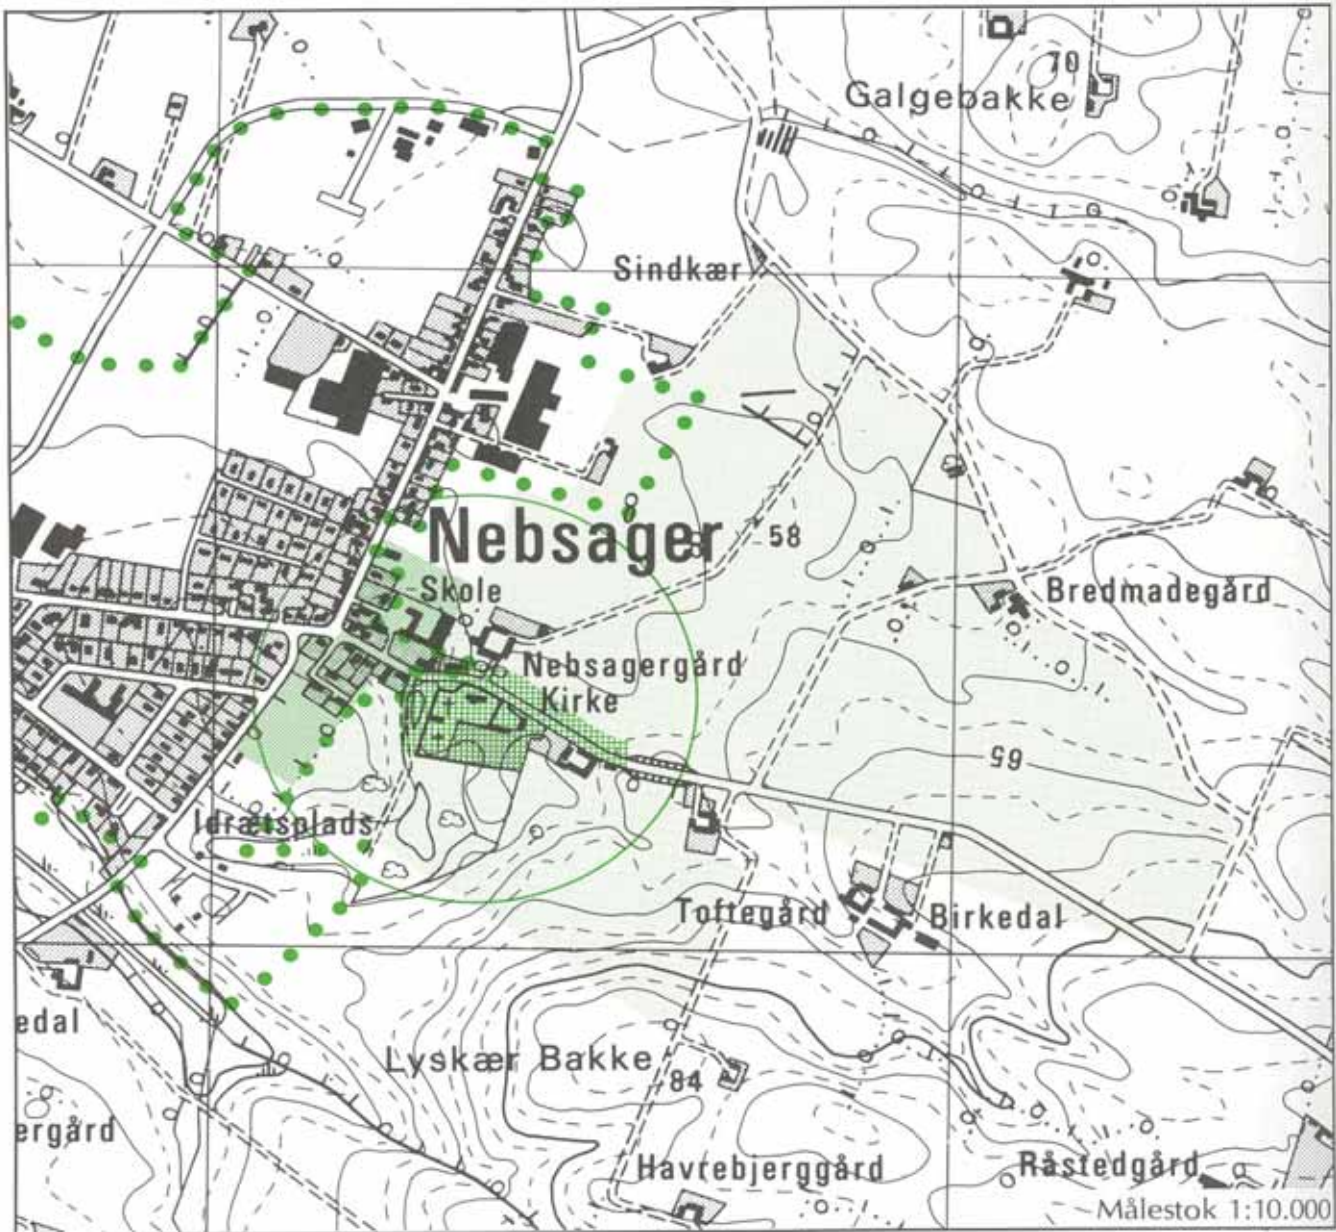 70
Galgebakke
Sindkær
Nebsager
58
Skole
Bredmadegård
Nebsagergård
Kirke
65
Idrætsplads
Toftegård
Birkedal
edal
Lyskær Bakke
84
ergård
Havrebjerggård
Råstedgård
Målestok 1:10.000